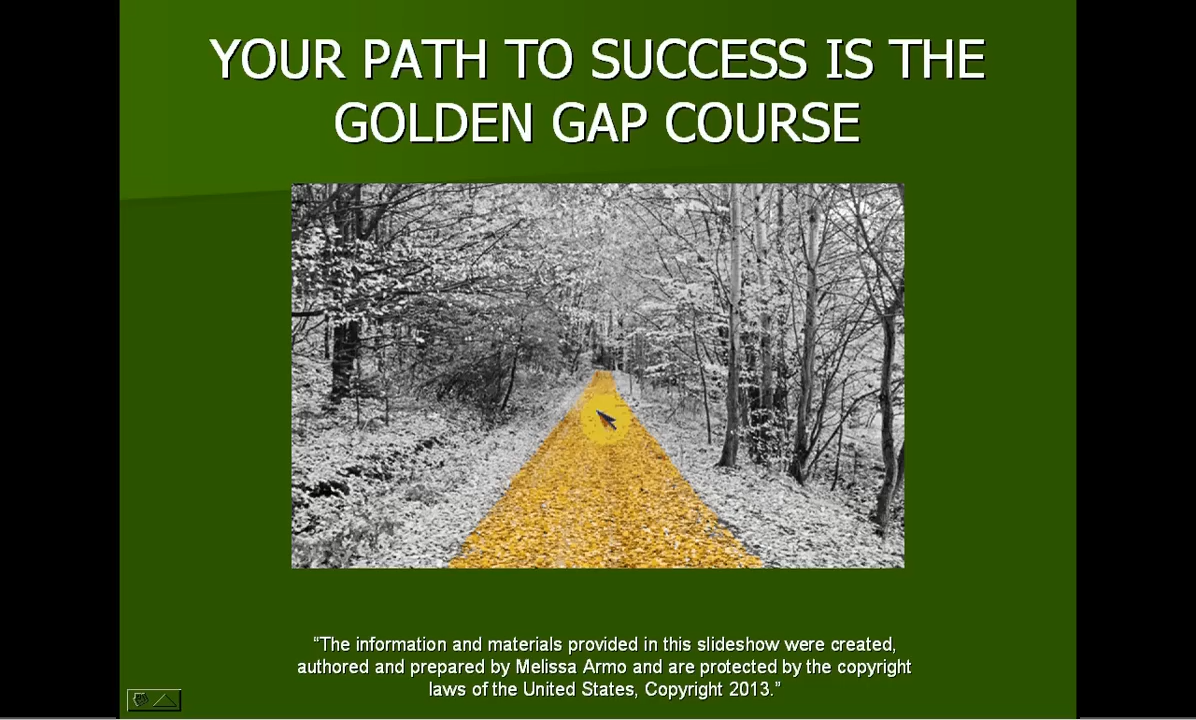 YOUR PATH TO SUCCESS IS THE
GOLDEN GAP COURSE
“The information and materials provided in this slideshow were created,
authored and prepared by Melissa Armo and are protected by the copyright
laws of the United States, Copyright 2013.”